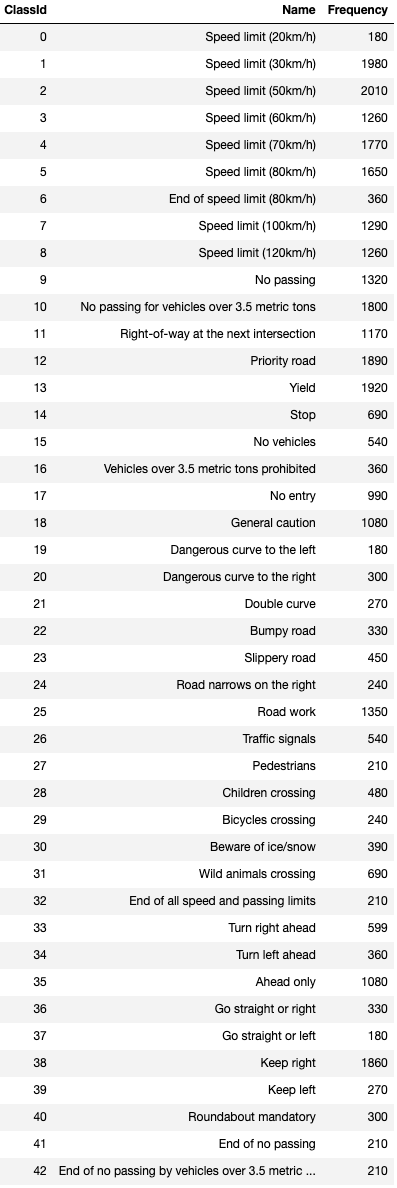 ClassId Name Frequency
0 Speed limit (20km/h) 180
1 Speed limit (30km/h) 1980
2 Speed limit (50km/h) 2010
3 Speed limit (60km/h) 1260
4 Speed limit (70km/h) 1770
5 Speed limit (80km/h) 1650
6 End of speed limit (80km/h) 360
7 Speed limit (100km/h) 1290
8 Speed limit (120km/h) 1260
9 No passing 1320
10 No passing for vehicles over 3.5 metric tons 1800
11 Right-of-way at the next intersection 1170
12 Priority road 1890
13 Yield 1920
14 Stop 690
15 No vehicles 540
16 Vehicles over 3.5 metric tons prohibited 360
17 No entry 990
18 General caution 1080
19 Dangerous curve to the left 180
20 Dangerous curve to the right 300
21 Double curve 270
22 Bumpy road 330
23 Slippery road 450
24 Road narrows on the right 240
25 Road work 1350
26 Traffic signals 540
27 Pedestrians 210
28 Children crossing 480
29 Bicycles crossing 240
30 Beware of ice/snow 390
31 Wild animals crossing 690
32 End of all speed and passing limits 210
33 Turn right ahead 599
34 Turn left ahead 360
35 Ahead only 1080
36 Go straight or right 330
37 Go straight or left 180
38 Keep right 1860
39 Keep left 270
40 Roundabout mandatory 300
41 End of no passing 210
42 End of no passing by vehicles over 3.5 metric ... 210